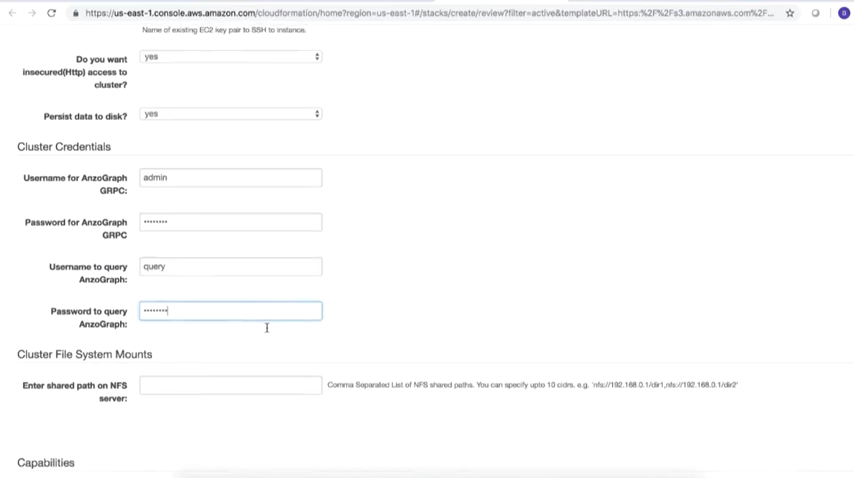 https://us-east-1.console.aws.amazon.com/cloudformation/home?region=us-east-1#/stacks/create/review?filter=active&templateURL=https:%2F%2Fs3.amazonaws.com%2F...
Name of existing EC2 key pair to SSH to instance.
Do you want
insecured(Http) access to
cluster?
yes
Persist data to disk?
yes
Cluster Credentials
Username for AnzoGraph
GRPC:
admin
Password for AnzoGraph
GRPC
••••••••
Username to query
AnzoGraph:
query
Password to query
AnzoGraph:
••••••••
Cluster File System Mounts
Enter shared path on NFS
server:
Comma Separated List of NFS shared paths. You can specify upto 10 cidrs. e.g. 'nfs://192.168.0.1/dir1,nfs://192.168.0.1/dir2'
Capabilities